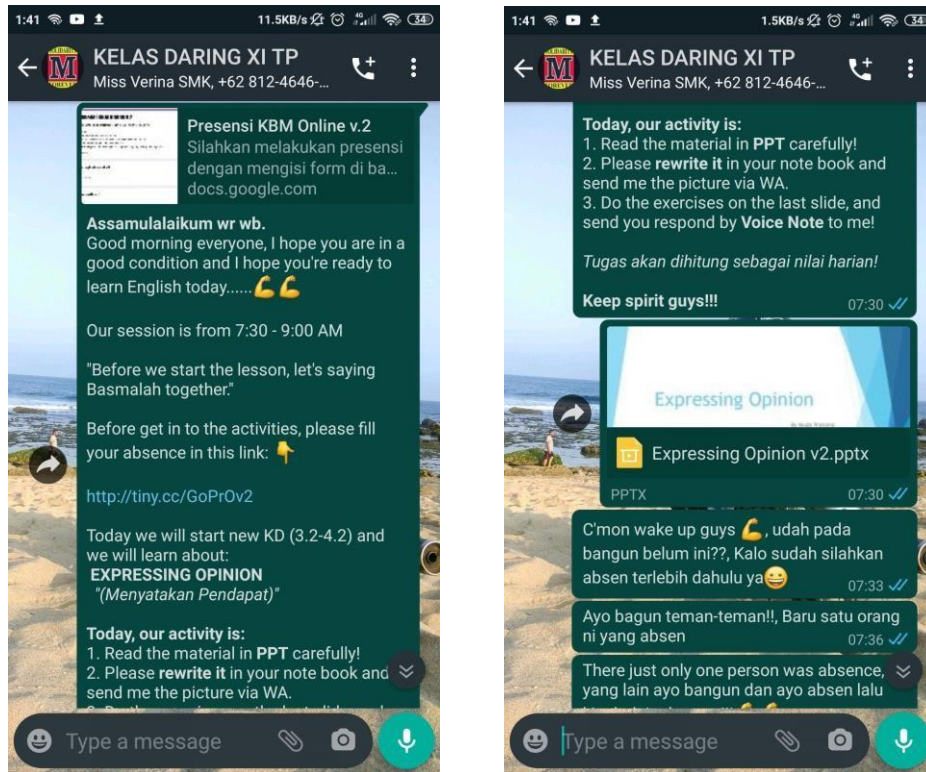 1:41
11.5KB/s
4G
34
KELAS DARING XI TP
Miss Verina SMK, +62 812-4646-...
Presensi KBM Online v.2
Silahkan melakukan presensi
dengan mengisi form di ba...
docs.google.com
Assamulalaikum wr wb.
Good morning everyone, I hope you are in a
good condition and I hope you're ready to
learn English today......💪💪
Our session is from 7:30 - 9:00 AM
"Before we start the lesson, let's saying
Basmalah together."
Before get in to the activities, please fill
your absence in this link: 👇
http://tiny.cc/GoPrOv2
Today we will start new KD (3.2-4.2) and
we will learn about:
EXPRESSING OPINION
"(Menyatakan Pendapat)"
Today, our activity is:
1. Read the material in PPT carefully!
2. Please rewrite it in your note book and
send me the picture via WA.
Type a message
1:41
1.5KB/s
4G
34
KELAS DARING XI TP
Miss Verina SMK, +62 812-4646-...
Today, our activity is:
1. Read the material in PPT carefully!
2. Please rewrite it in your note book and
send me the picture via WA.
3. Do the exercises on the last slide, and
send you respond by Voice Note to me!
Tugas akan dihitung sebagai nilai harian!
Keep spirit guys!!!
07:30
Expressing Opinion
Expressing Opinion v2.pptx
PPTX
07:30
C'mon wake up guys 💪, udah pada
bangun belum ini??, Kalo sudah silahkan
absen terlebih dahulu ya😀
07:33
Ayo bagun teman-teman!!, Baru satu orang
ni yang absen
07:36
There just only one person was absence,
yang lain ayo bangun dan ayo absen lalu
Type a message